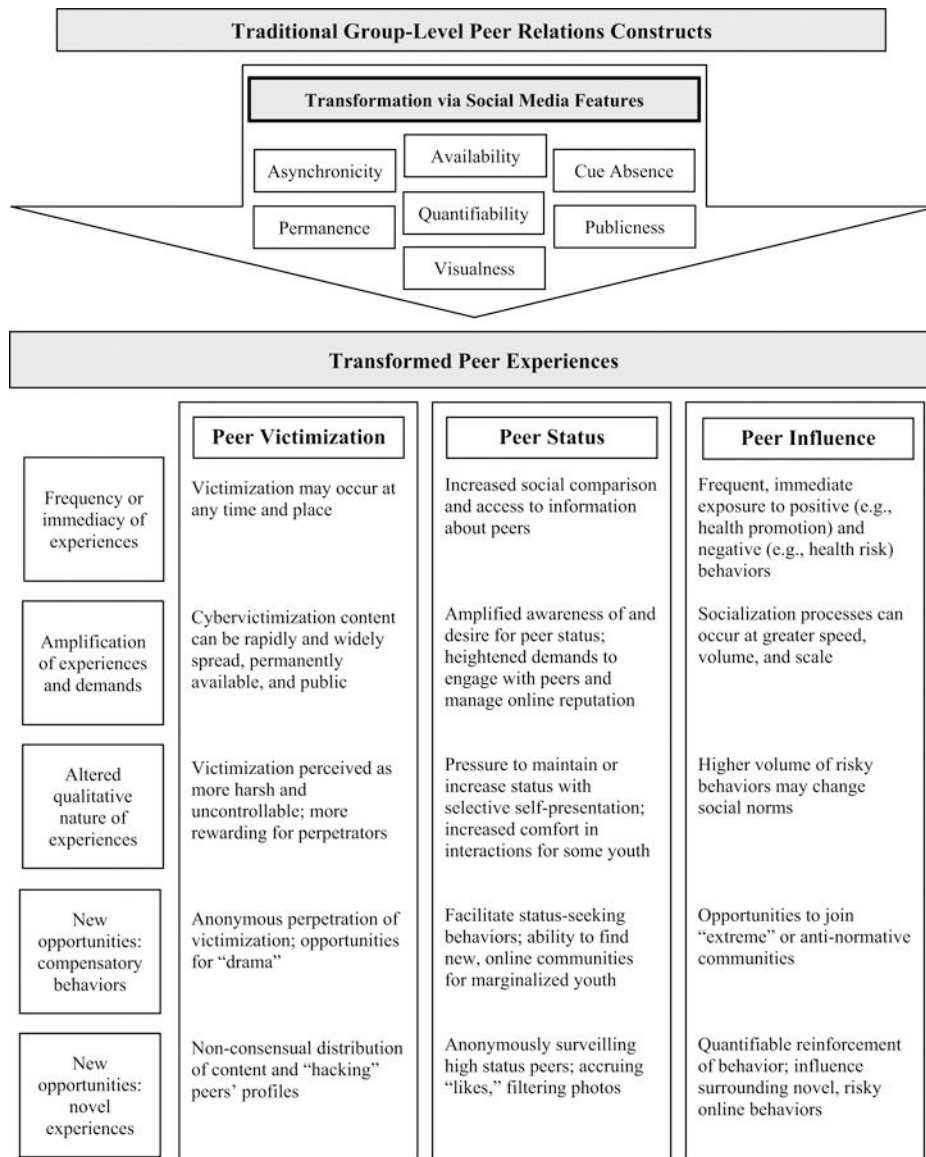 Traditional Group-Level Peer Relations Constructs
Transformation via Social Media Features
Asynchronicity
Availability
Cue Absence
Permanence
Quantifiability
Publicness
Visualness
Transformed Peer Experiences
Peer Victimization
Peer Status
Peer Influence
Frequency or
immediacy of
experiences
Victimization may occur at
any time and place
Increased social comparison
and access to information
about peers
Frequent, immediate
exposure to positive (e.g.,
health promotion) and
negative (e.g., health risk)
behaviors
Amplification
of experiences
and demands
Cybervictimization content
can be rapidly and widely
spread, permanently
available, and public
Amplified awareness of and
desire for peer status;
heightened demands to
engage with peers and
manage online reputation
Socialization processes can
occur at greater speed,
volume, and scale
Altered
qualitative
nature of
experiences
Victimization perceived as
more harsh and
uncontrollable; more
rewarding for perpetrators
Pressure to maintain or
increase status with
selective self-presentation;
increased comfort in
interactions for some youth
Higher volume of risky
behaviors may change
social norms
New
opportunities:
compensatory
behaviors
Anonymous perpetration of
victimization; opportunities
for “drama”
Facilitate status-seeking
behaviors; ability to find
new, online communities
for marginalized youth
Opportunities to join
“extreme” or anti-normative
communities
New
opportunities:
novel
experiences
Non-consensual distribution
of content and “hacking”
peers’ profiles
Anonymously surveilling
high status peers; accruing
“likes,” filtering photos
Quantifiable reinforcement
of behavior; influence
surrounding novel, risky
online behaviors